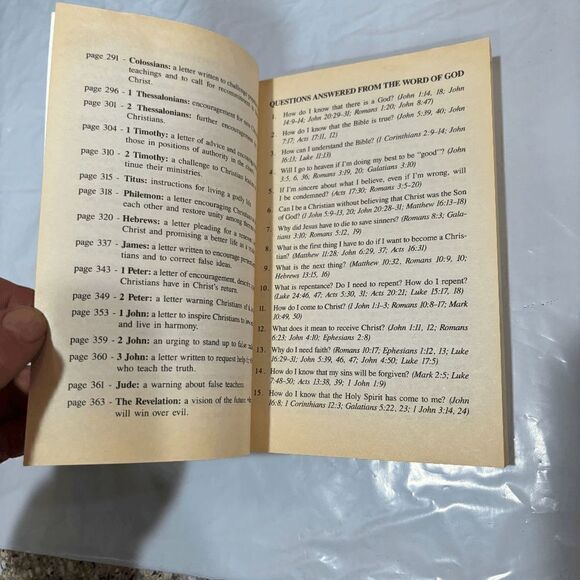 page 291 - Colossians: a letter written to challenge
teachings and to call for recommitment
Christ.
page 296 - 1 Thessalonians: encouragement for
page 301 - 2 Thessalonians: further encouragement
Christians.
page 304 - 1 Timothy: a letter of advice and
those in positions of authority in the
page 310 - 2 Timothy: a challenge to Christian
tinue their ministries.
page 315 - Titus: instructions for living a godly
page 318 - Philemon: a letter encouraging Christians
each other and restore unity among
page 320 - Hebrews: a letter pleading for a
Christ and promising a better life
page 337 - James: a letter written to encourage
tians and to correct false ideas.
page 343 - 1 Peter: a letter of encouragement,
Christians have in Christ's return.
page 349 - 2 Peter: a letter warning Christians of
page 353 - 1 John: a letter to inspire Christians to
and live in harmony.
page 359 - 2 John: an urging to stand up to false
page 360 - 3 John: a letter written to request help
who teach the truth.
page 361 - Jude: a warning about false
page 363 - The Revelation: a vision of the future,
will win over evil.
QUESTIONS ANSWERED FROM THE WORD OF GOD
1. How do I know that there is a God? (John 1:14, 18; John
14:9-14; John 20:29-31; Romans 1:20; John 8:47)
2. How do I know that the Bible is true? (John 5:39, 40; John
7:17; Acts 17:11, 12)
3. How can I understand the Bible? (1 Corinthians 2:9-14; John
16:13; Luke 11:13)
4. Will I go to heaven if I'm doing my best to be "good"? (John
3:5, 6, 36; Romans 3:19, 20; Galatians 3:10)
5. If I'm sincere about what I believe, even if I'm wrong, will
I be condemned? (Acts 17:30; Romans 3:5-20)
6. Can I be a Christian without believing that Christ was the Son
of God? (1 John 5:9-13, 20; John 20:28-31; Matthew 16:13-18)
7. Why did Jesus have to die to save sinners? (Romans 8:3; Gala-
tians 3:10; Romans 5:12, 19)
8. What is the first thing I have to do if I want to become a Chris-
tian? (Matthew 11:28; John 6:29, 37; Acts 16:31)
9. What is the next thing? (Matthew 10:32, Romans 10:9, 10;
Hebrews 13:15, 16)
10. What is repentance? Do I need to repent? How do I repent?
(Luke 24:46, 47; Acts 5:30, 31; Acts 20:21; Luke 15:17, 18)
11. How do I come to Christ? (1 John 1:1-3; Romans 10:8-17; Mark
10:49, 50)
12. What does it mean to receive Christ? (John 1:11, 12; Romans
6:23; John 4:10; Ephesians 2:8)
13. Why do I need faith? (Romans 10:17; Ephesians 1:12, 13; Luke
16:29-31; John 5:39, 46, 47; John 4:50; Luke 17:5)
14. How do I know that my sins will be forgiven? (Mark 2:5; Luke
7:48-50; Acts 13:38, 39; 1 John 1:9)
15. How do I know that the Holy Spirit has come to me? (John
16:8; 1 Corinthians 12:3; Galatians 5:22, 23; 1 John 3:14, 24)